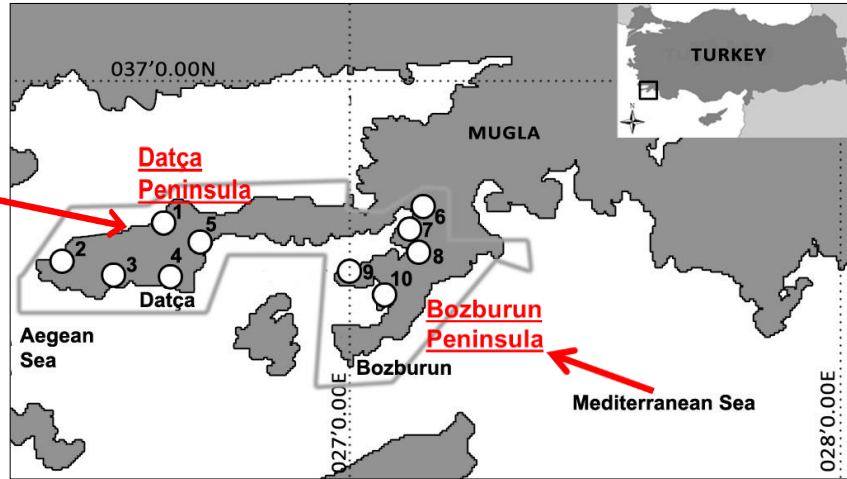 037'0.00N
TURKEY
MUGLA
Datça
Peninsula
1
2
3
4
5
6
7
8
9
10
Datça
Aegean
Sea
Bozburun
Peninsula
Bozburun
Mediterranean Sea
027'0.00E
028'0.00E